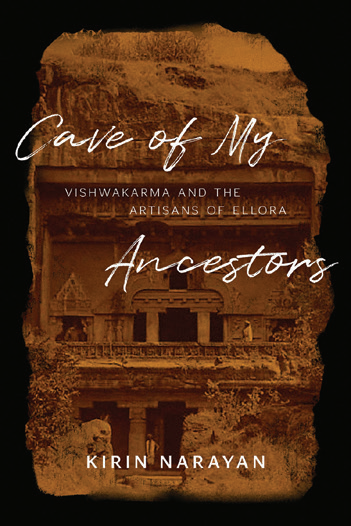 Cave of My
VISHWAKARMA AND THE
ARTISANS OF ELLORA
Ancestors
KIRIN NARAYAN